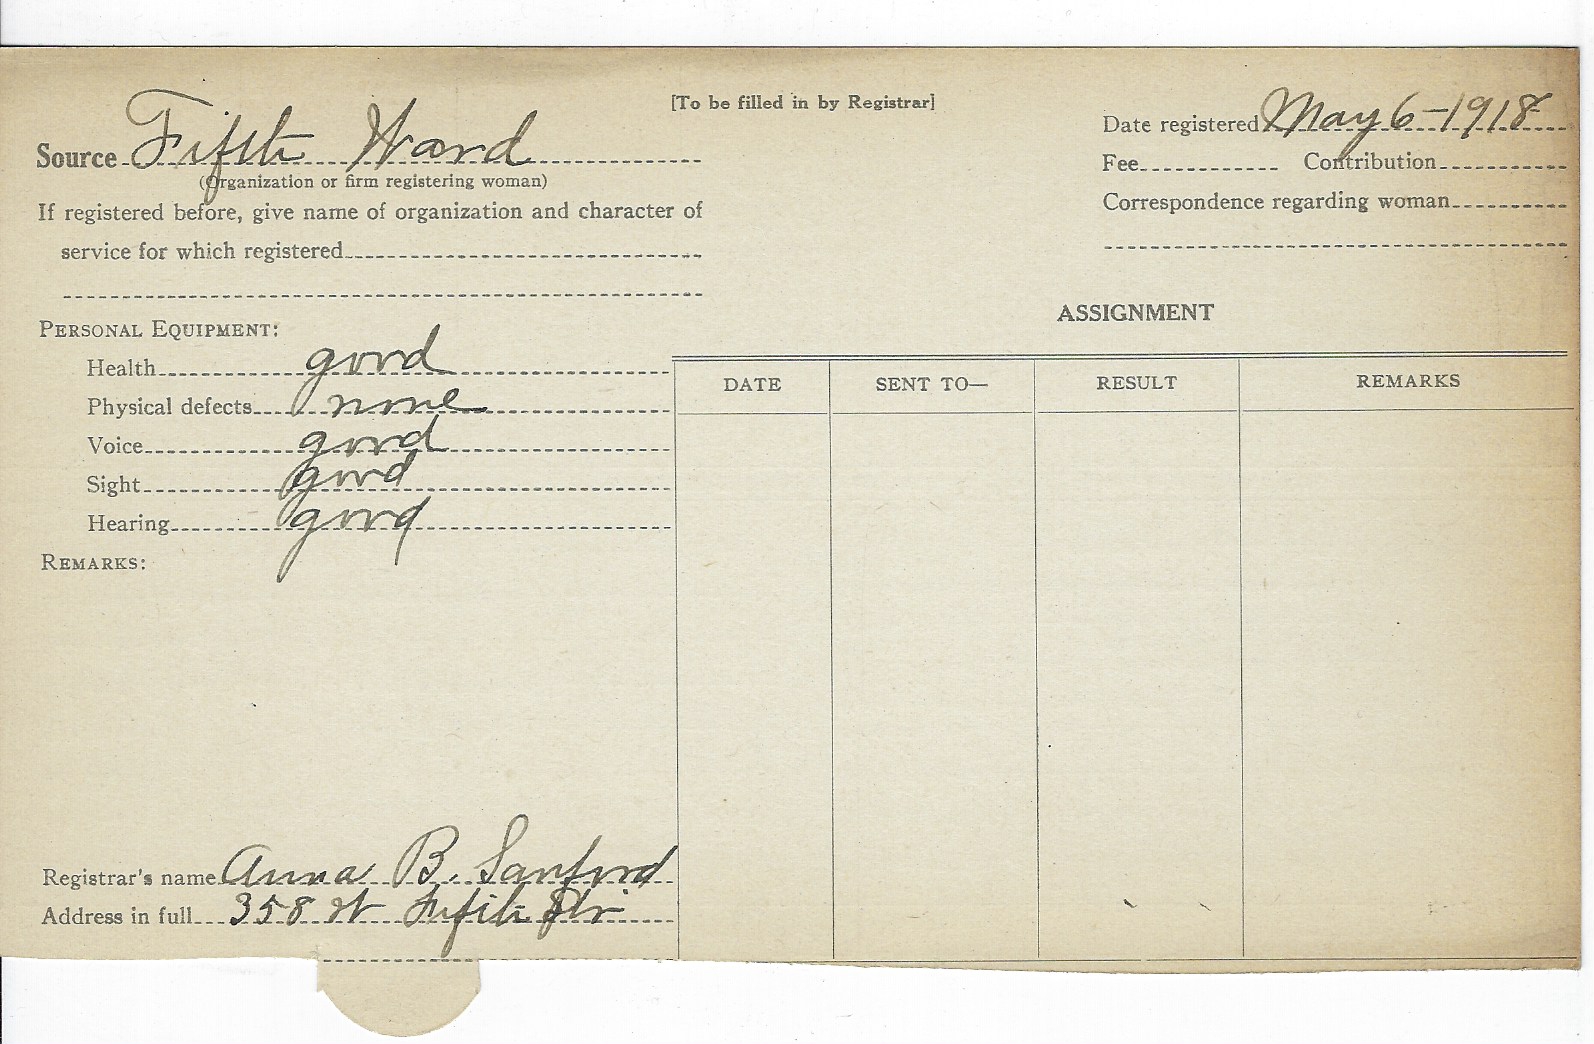 [To be filled in by Registrar]
Source Fifth Ward
(Organization or firm registering woman)
If registered before, give name of organization and character of
service for which registered
PERSONAL EQUIPMENT:
Health good
Physical defects none
Voice good
Sight good
Hearing good
REMARKS:
Registrar's name Anna B. Sanford
Address in full 358 W Fifth Str
Date registered May 6-1918
Fee Contribution
Correspondence regarding woman
ASSIGNMENT
DATE SENT TO— RESULT REMARKS